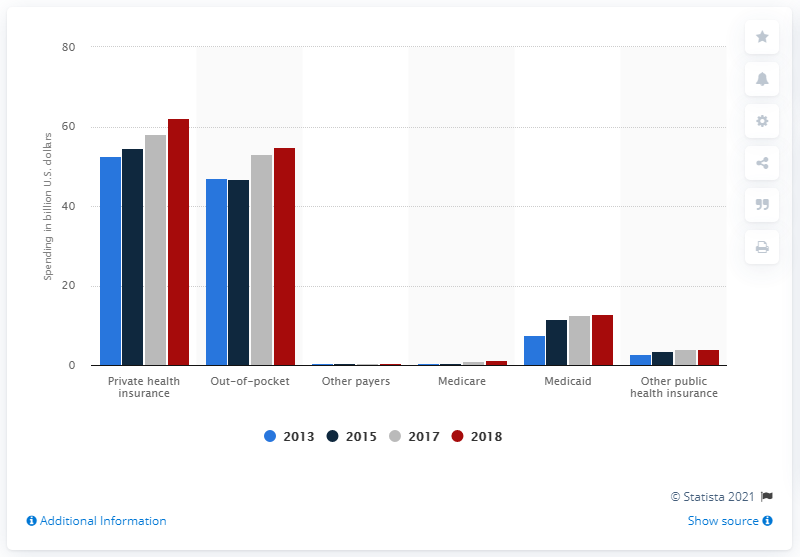 80
60
40
20
0
Spending in billion U.S. dollars
Private health
insurance
Out-of-pocket
Other payers
Medicare
Medicaid
Other public
health insurance
2013
2015
2017
2018
© Statista 2021
Additional Information
Show source